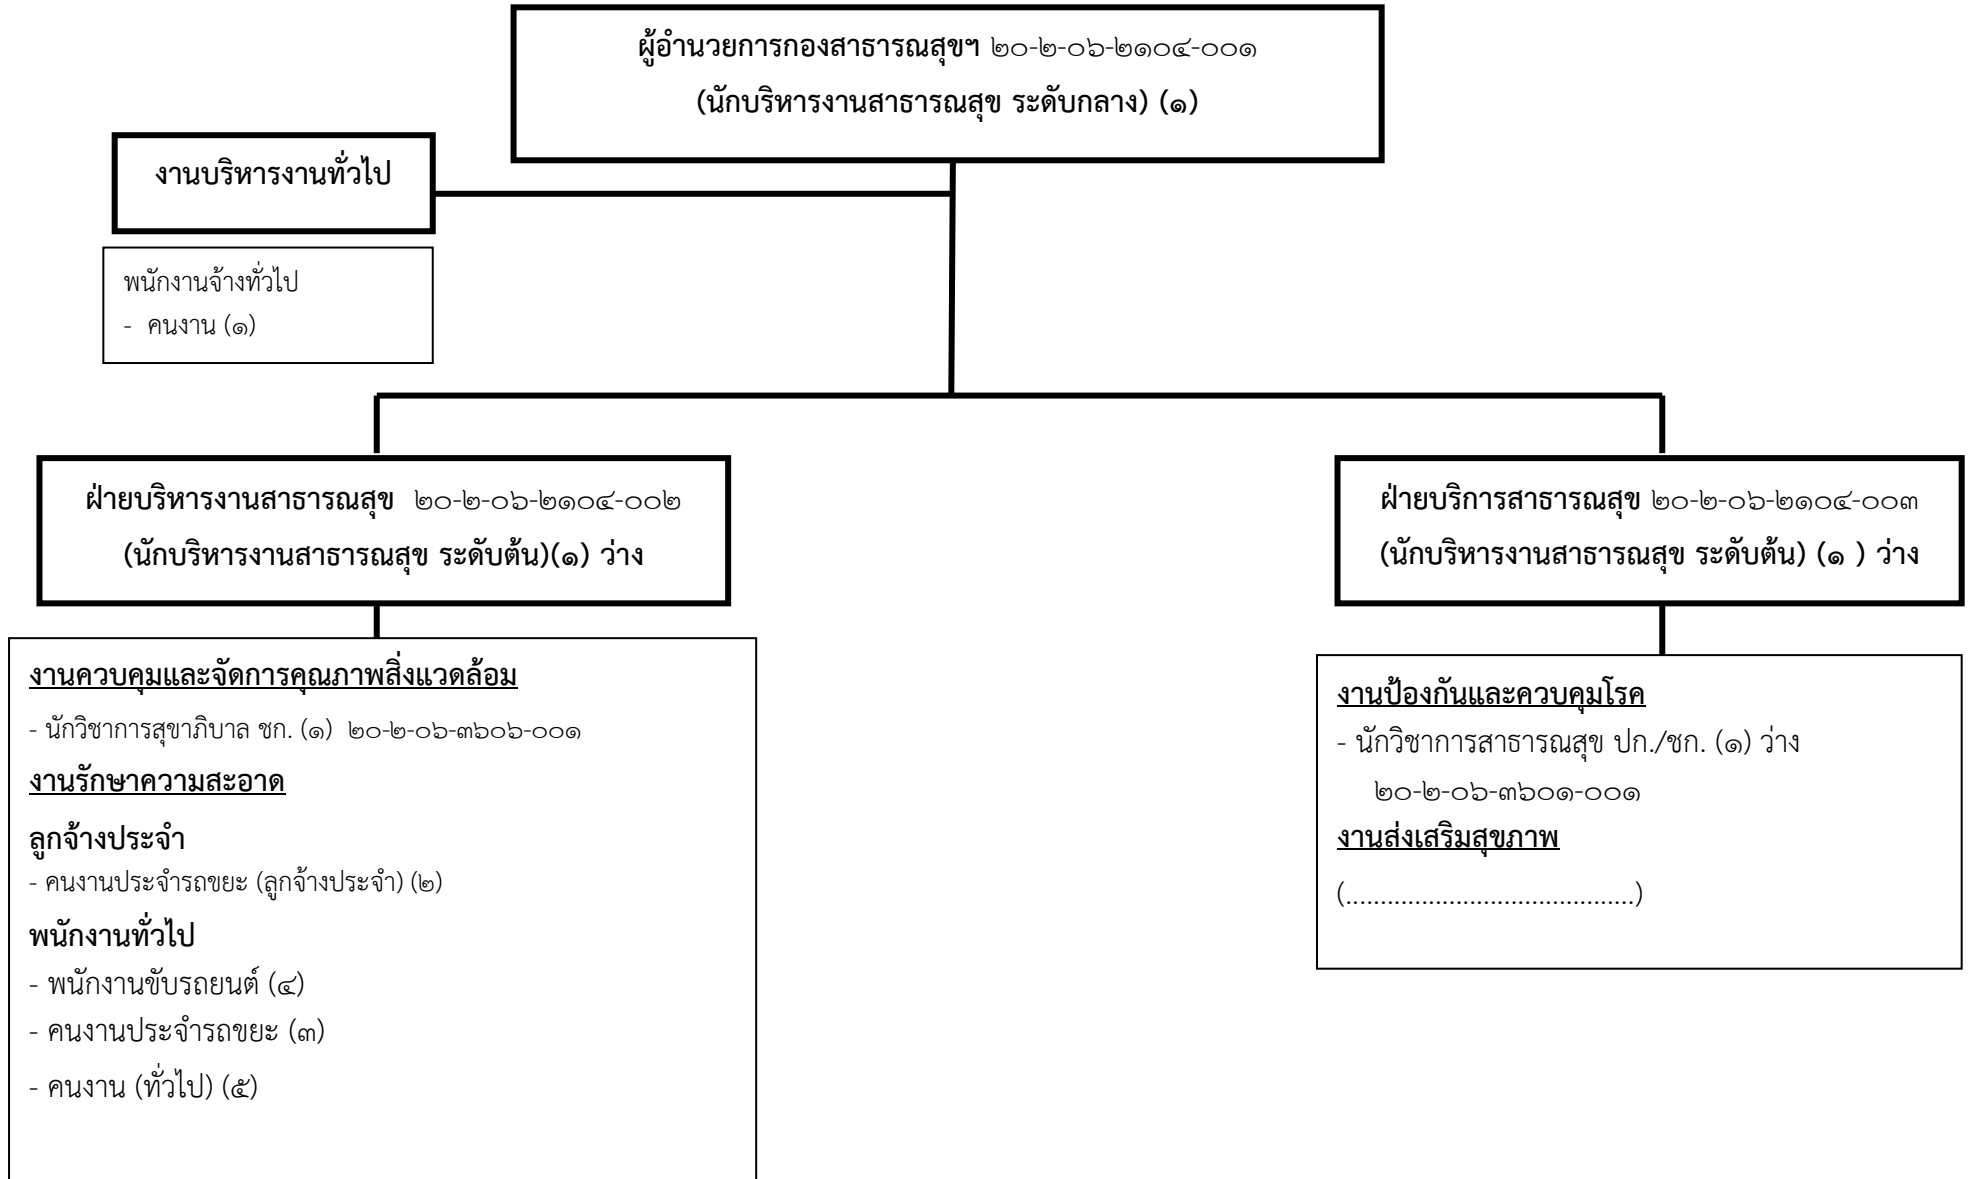 ผู้อำนวยการกองสาธารณสุขฯ ๒๐-๒-๐๖-๒๑๐๔-๐๐๑
(นักบริหารงานสาธารณสุข ระดับกลาง) (๑)
งานบริหารงานทั่วไป
พนักงานจ้างทั่วไป
- คนงาน (๑)
ฝ่ายบริหารงานสาธารณสุข ๒๐-๒-๐๖-๒๑๐๔-๐๐๒
(นักบริหารงานสาธารณสุข ระดับต้น)(๑) ว่าง
งานควบคุมและจัดการคุณภาพสิ่งแวดล้อม
- นักวิชาการสุขาภิบาล ชก. (๑) ๒๐-๒-๐๖-๓๖๐๖-๐๐๑
งานรักษาความสะอาด
ลูกจ้างประจำ
- คนงานประจำรถขยะ (ลูกจ้างประจำ) (๒)
พนักงานทั่วไป
- พนักงานขับรถยนต์ (๔)
- คนงานประจำรถขยะ (๓)
- คนงาน (ทั่วไป) (๕)
ฝ่ายบริการสาธารณสุข ๒๐-๒-๐๖-๒๑๐๔-๐๐๓
(นักบริหารงานสาธารณสุข ระดับต้น) (๑ ) ว่าง
งานป้องกันและควบคุมโรค
- นักวิชาการสาธารณสุข ปก./ชก. (๑) ว่าง
๒๐-๒-๐๖-๓๖๐๑-๐๐๑
งานส่งเสริมสุขภาพ
(..........................................)